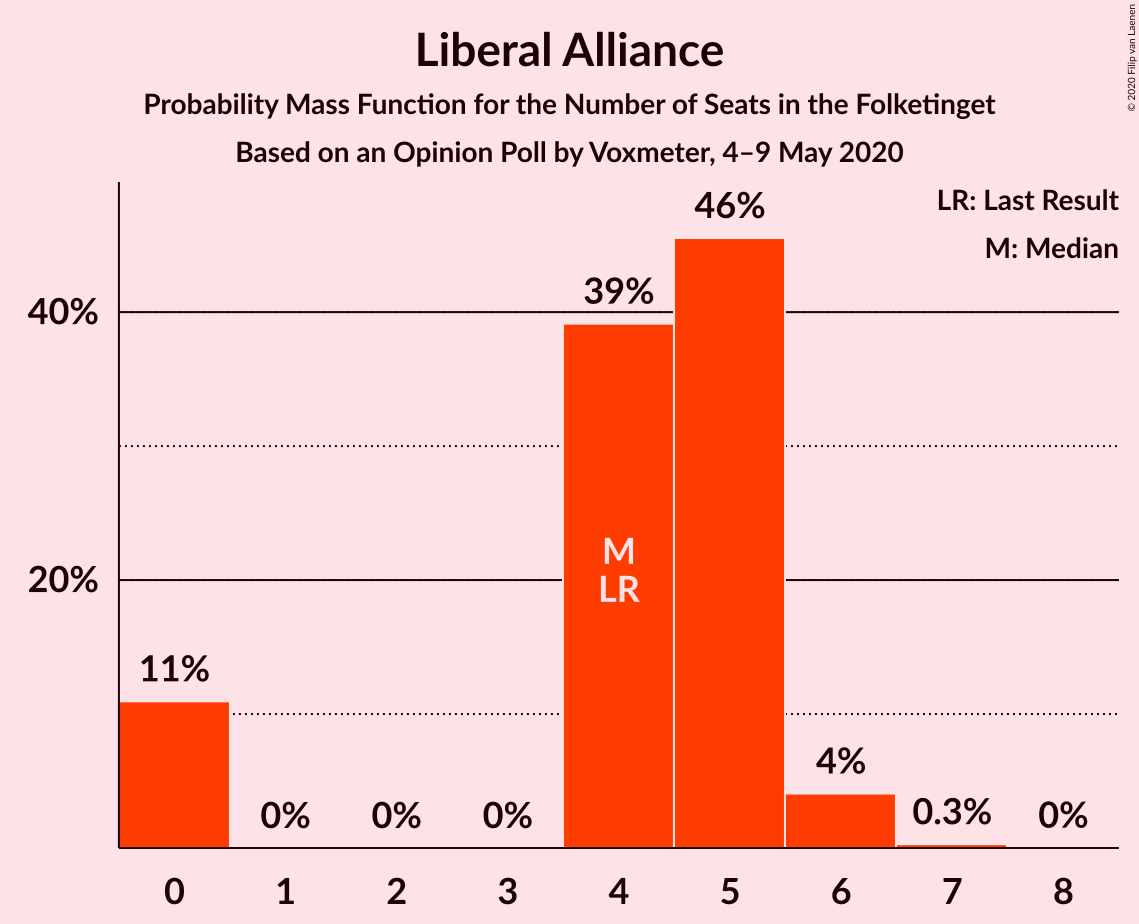 Liberal Alliance
Probability Mass Function for the Number of Seats in the Folketinget
Based on an Opinion Poll by Voxmeter, 4–9 May 2020
© 2020 Filip van Laenen
LR: Last Result
M: Median
46%
39%
40%
M
20%
LR
11%
4%
0%
0%
0%
0.3%
0%
0 1 2 3 4 5 6 7 8